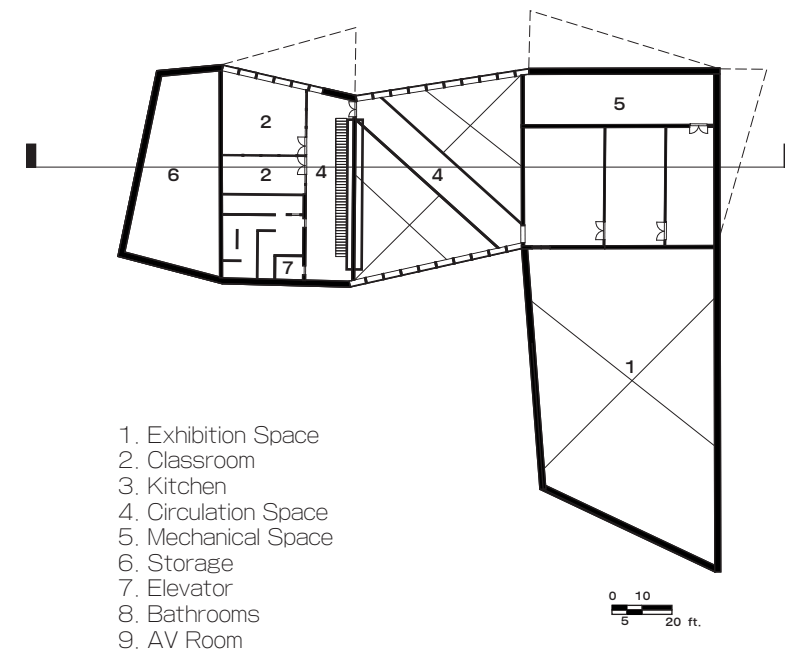 5
2
6
2
4
4
7
1
1. Exhibition Space
2. Classroom
3. Kitchen
4. Circulation Space
5. Mechanical Space
6. Storage
7. Elevator
8. Bathrooms
9. AV Room
0 10
5 20 ft.